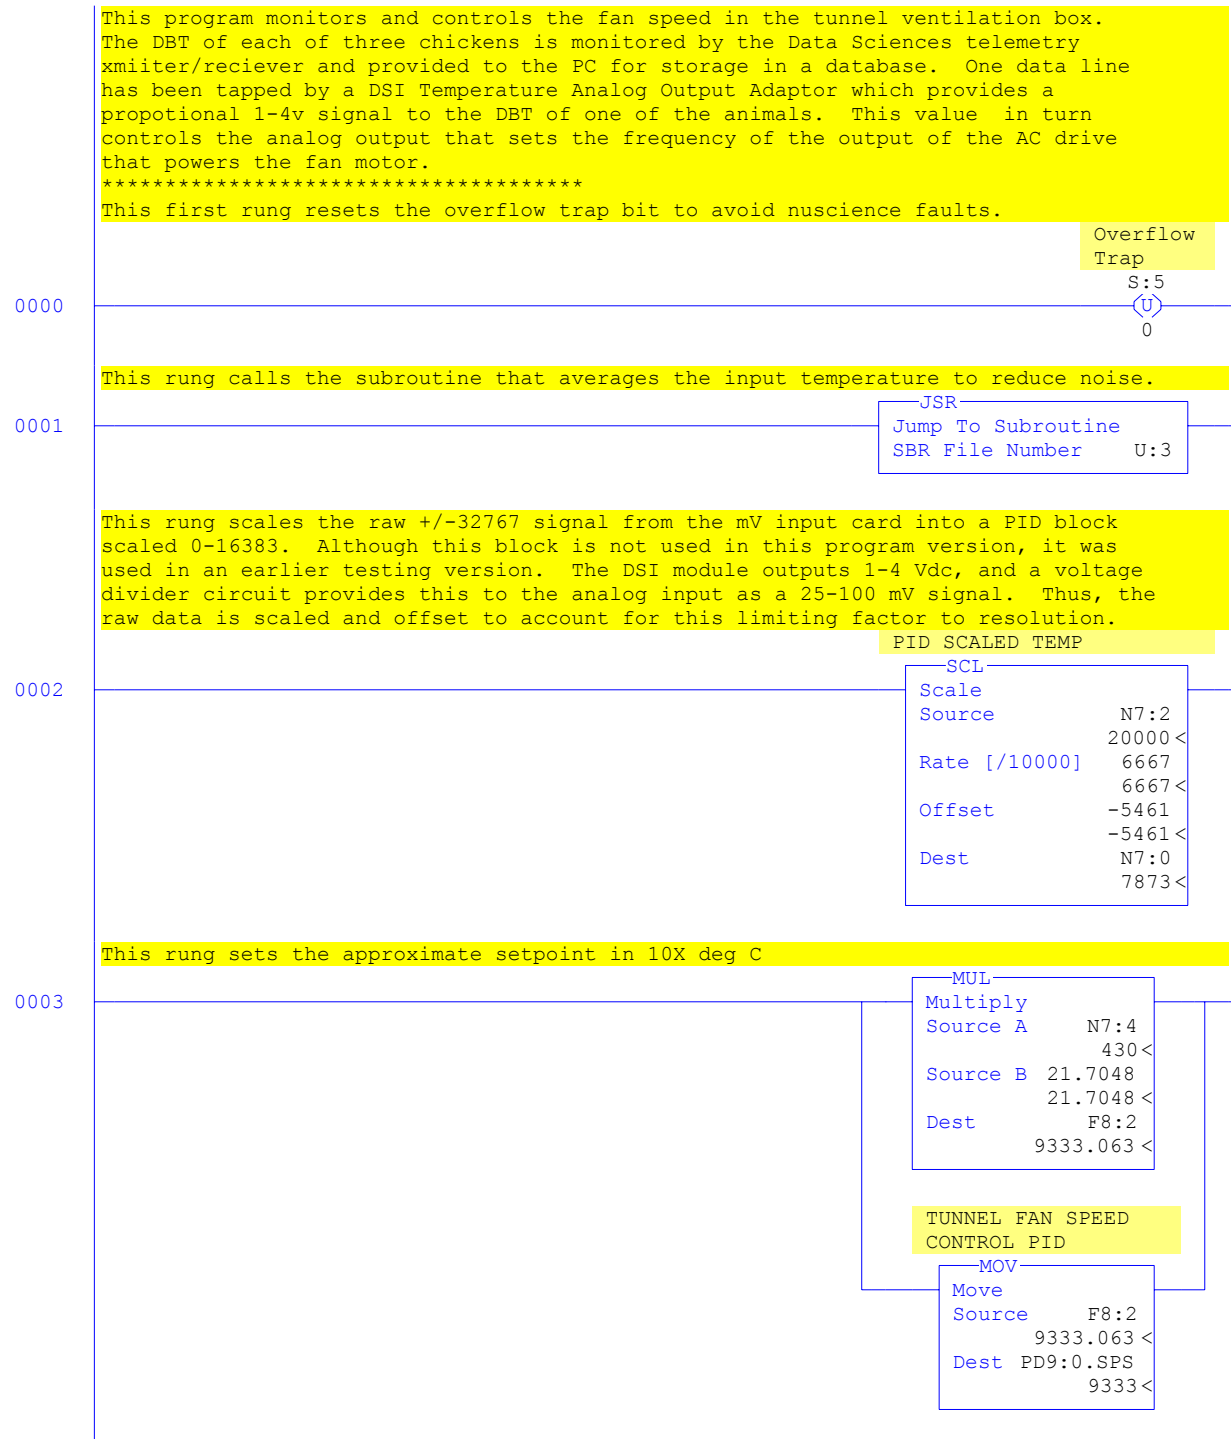 This program monitors and controls the fan speed in the tunnel ventilation box.
The DBT of each of three chickens is monitored by the Data Sciences telemetry
xmiiter/reciever and provided to the PC for storage in a database.  One data line
has been tapped by a DSI Temperature Analog Output Adaptor which provides a
propotional 1-4v signal to the DBT of one of the animals.  This value  in turn
controls the analog output that sets the frequency of the output of the AC drive
that powers the fan motor.
**************************************
This first rung resets the overflow trap bit to avoid nuscience faults.
Overflow
Trap
S:5
0000
U
0
This rung calls the subroutine that averages the input temperature to reduce noise.
JSR
0001
Jump To Subroutine
SBR File Number U:3
This rung scales the raw +/-32767 signal from the mV input card into a PID block
scaled 0-16383.  Although this block is not used in this program version, it was
used in an earlier testing version.  The DSI module outputs 1-4 Vdc, and a voltage
divider circuit provides this to the analog input as a 25-100 mV signal.  Thus, the
raw data is scaled and offset to account for this limiting factor to resolution.
PID SCALED TEMP
SCL
0002
Scale
Source N7:2
20000<
Rate [/10000] 6667
6667<
Offset -5461
-5461<
Dest N7:0
7873<
This rung sets the approximate setpoint in 10X deg C
MUL
0003
Multiply
Source A N7:4
430<
Source B 21.7048
21.7048<
Dest F8:2
9333.063<
TUNNEL FAN SPEED
CONTROL PID
MOV
Move
Source F8:2
9333.063<
Dest PD9:0.SPS
9333<